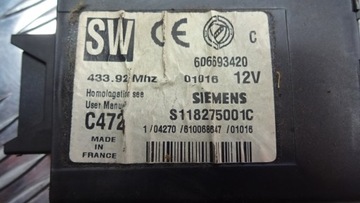 SW CE C
606693420
433.92 Mhz 01016 12V
Homologation see
User Manu
SIEMENS
C472 S118275001C
MADE IN FRANCE
1/04270 /610068847 /01016